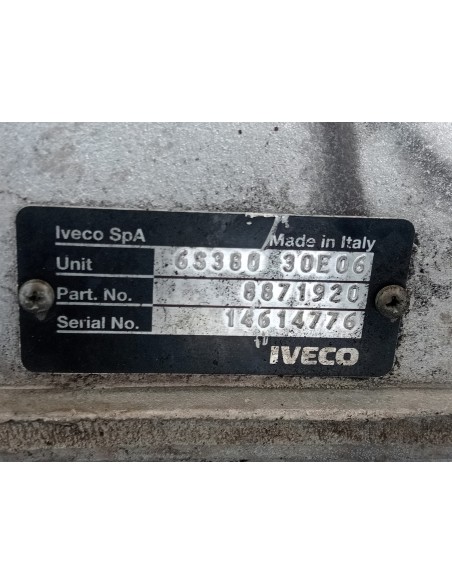 Iveco SpA Made in Italy
Unit 6S380 30E06
Part. No. 8871920
Serial No. 14614776
IVECO